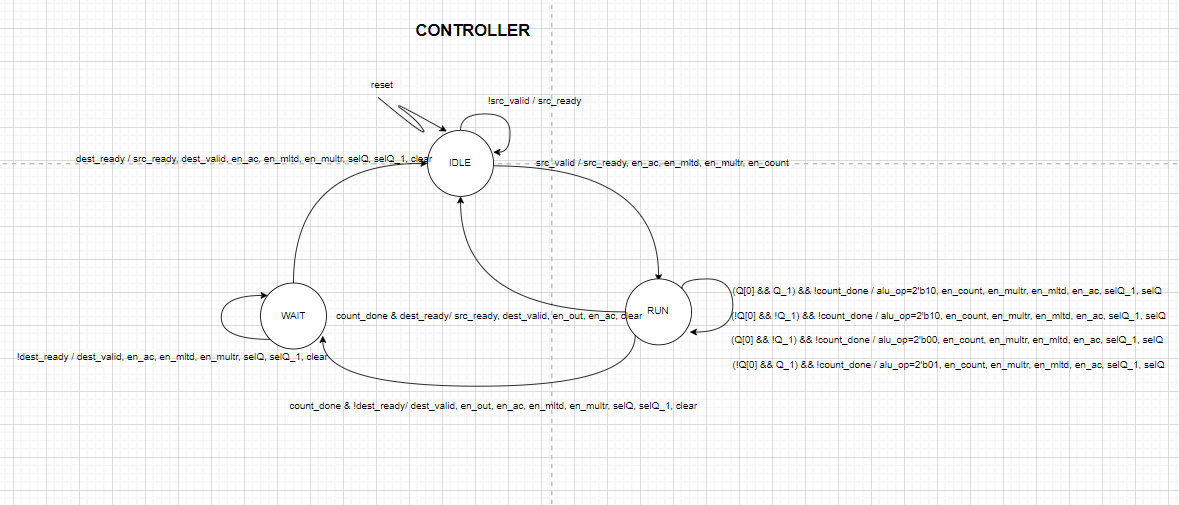 CONTROLLER
reset
!src_valid / src_ready
dest_ready / src_ready, dest_valid, en_ac, en_mltd, en_multr, selQ, selQ_1, clear
IDLE
src_valid / src_ready, en_ac, en_mltd, en_multr, en_count
(Q[0] && Q_1) && !count_done / alu_op=2'b10, en_count, en_multr, en_mltd, en_ac, selQ_1, selQ
WAIT
count_done & dest_ready/ src_ready, dest_valid, en_out, en_ac, clear
RUN
(!Q[0] && !Q_1) && !count_done / alu_op=2'b10, en_count, en_multr, en_mltd, en_ac, selQ_1, selQ
(Q[0] && !Q_1) && !count_done / alu_op=2'b00, en_count, en_multr, en_mltd, en_ac, selQ_1, selQ
!dest_ready / dest_valid, en_ac, en_mltd, en_multr, selQ, selQ_1, clear
(!Q[0] && Q_1) && !count_done / alu_op=2'b01, en_count, en_multr, en_mltd, en_ac, selQ_1, selQ
count_done & !dest_ready/ dest_valid, en_out, en_ac, en_mltd, en_multr, selQ, selQ_1, clear